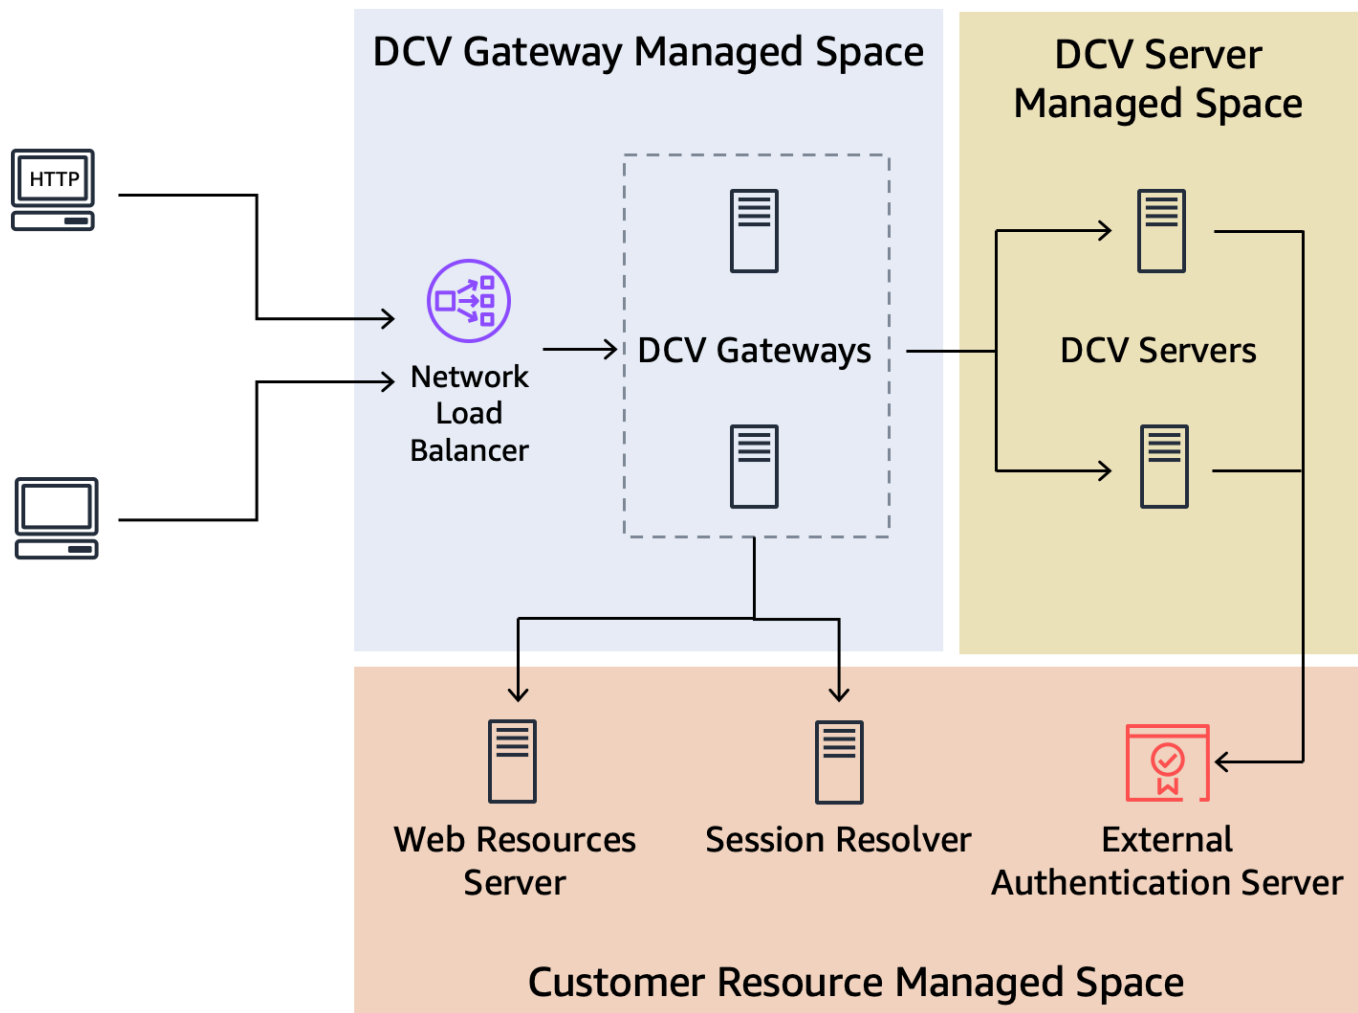 DCV Gateway Managed Space
DCV Server
Managed Space
HTTP
Network
Load
Balancer
DCV Gateways
DCV Servers
Web Resources
Server
Session Resolver
External
Authentication Server
Customer Resource Managed Space